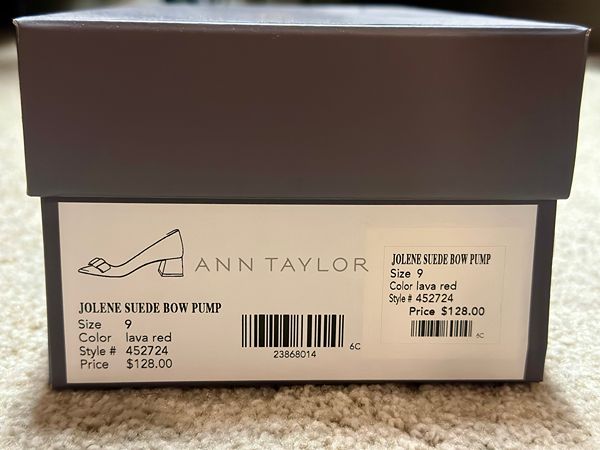 ANN TAYLOR
JOLENE SUEDE BOW PUMP
Size 9
Color lava red
Style # 452724
Price $128.00
23868014
6C
JOLENE SUEDE BOW PUMP
Size 9
Color lava red
Style # 452724
Price $128.00
6C